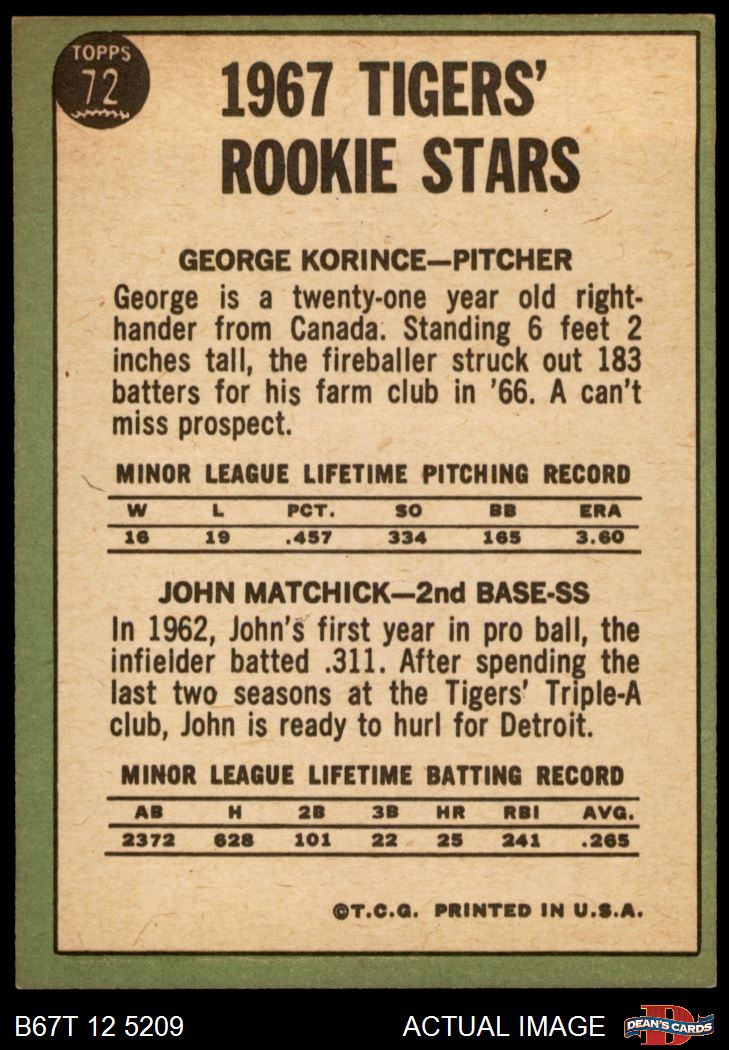 TOPPS
72
1967 TIGERS'
ROOKIE STARS
GEORGE KORINCE—PITCHER
George is a twenty-one year old right-
hander from Canada. Standing 6 feet 2
inches tall, the fireballer struck out 183
batters for his farm club in '66. A can't
miss prospect.
MINOR LEAGUE LIFETIME PITCHING RECORD
W L PCT. SO BB ERA
16 19 .457 334 165 3.60
JOHN MATCHICK—2nd BASE-SS
In 1962, John's first year in pro ball, the
infielder batted .311. After spending the
last two seasons at the Tigers' Triple-A
club, John is ready to hurl for Detroit.
MINOR LEAGUE LIFETIME BATTING RECORD
AB H 2B 3B HR RBI AVG.
2372 628 101 22 25 241 .265
©T.C.G. PRINTED IN U.S.A.
B67T 12 5209 ACTUAL IMAGE D DEAN'S CARDS